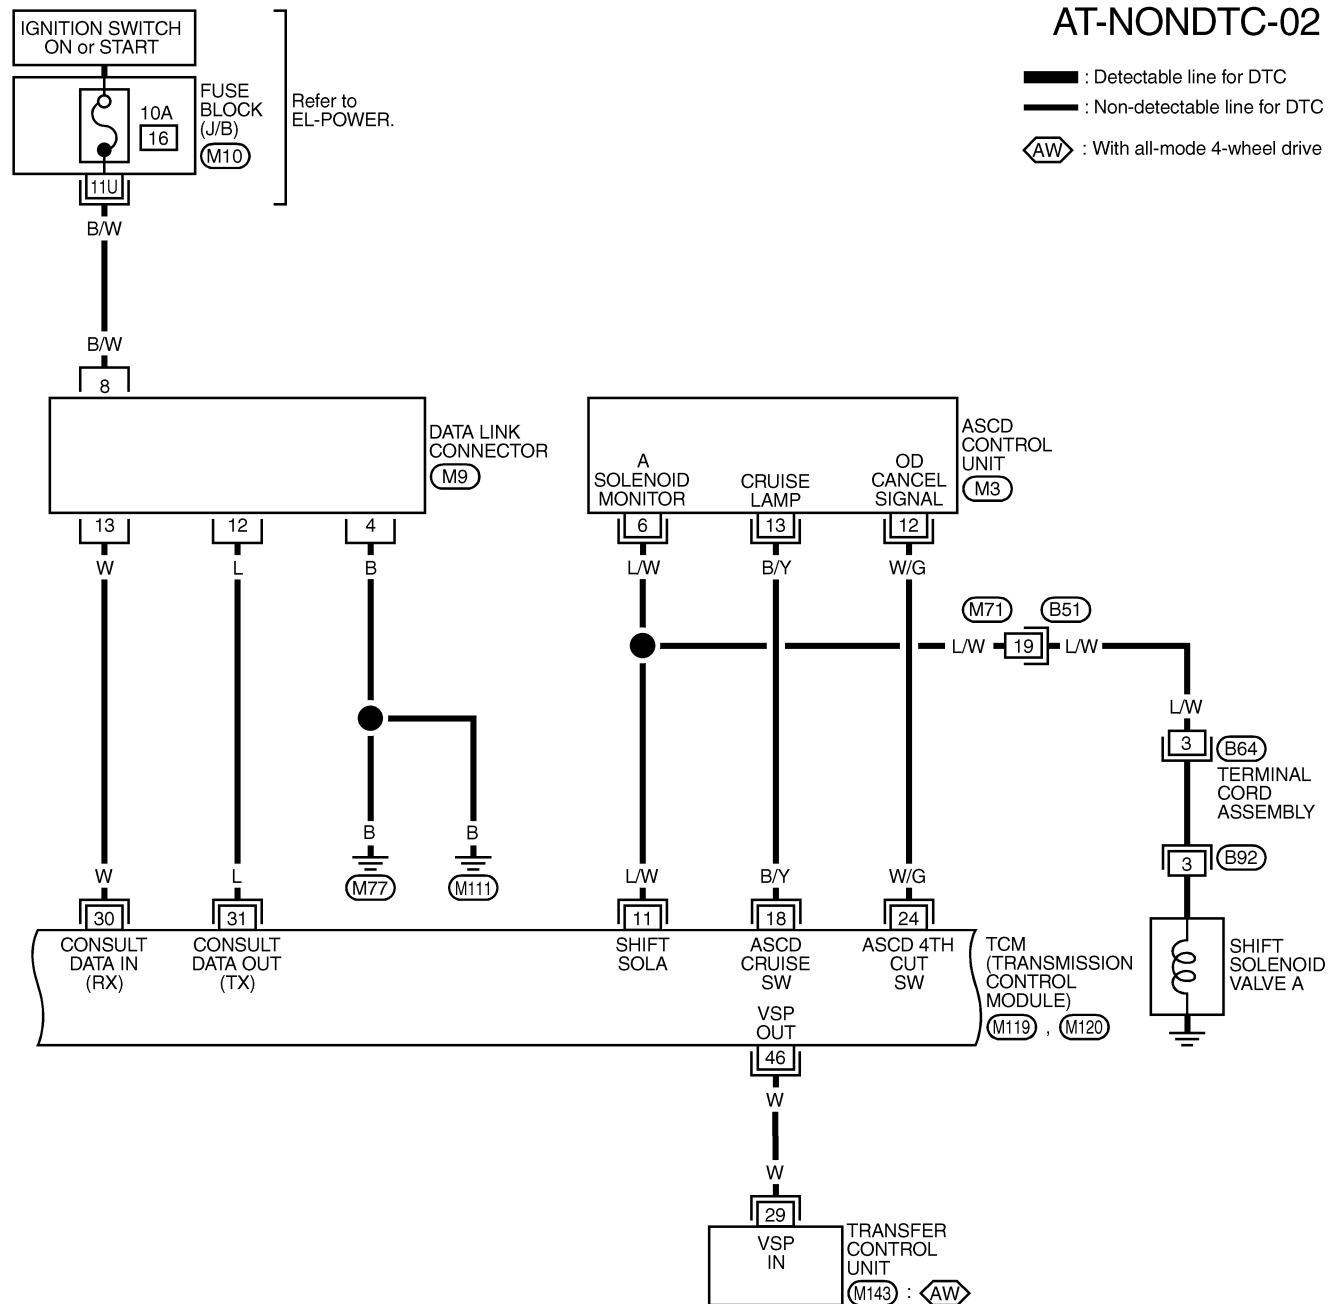 AT-NONDTC-02
: Detectable line for DTC
: Non-detectable line for DTC
AW : With all-mode 4-wheel drive
IGNITION SWITCH
ON or START
10A
16
FUSE
BLOCK
(J/B)
M10
Refer to
EL-POWER.
11U
B/W
B/W
8
DATA LINK
CONNECTOR
M9
13 12 4
W L B
A
SOLENOID
MONITOR
CRUISE
LAMP
OD
CANCEL
SIGNAL
ASCD
CONTROL
UNIT
M3
6 13 12
L/W B/Y W/G
M71 B51
L/W 19 L/W
L/W
3 B64
TERMINAL
CORD
ASSEMBLY
3 B92
SHIFT
SOLENOID
VALVE A
B B
M77 M111
W L L/W B/Y W/G
30 31 11 18 24
CONSULT
DATA IN
(RX)
CONSULT
DATA OUT
(TX)
SHIFT
SOLA
ASCD
CRUISE
SW
ASCD 4TH
CUT
SW
TCM
(TRANSMISSION
CONTROL
MODULE)
M119 , M120
VSP
OUT
46
W
W
29
VSP
IN
TRANSFER
CONTROL
UNIT
M143 : AW